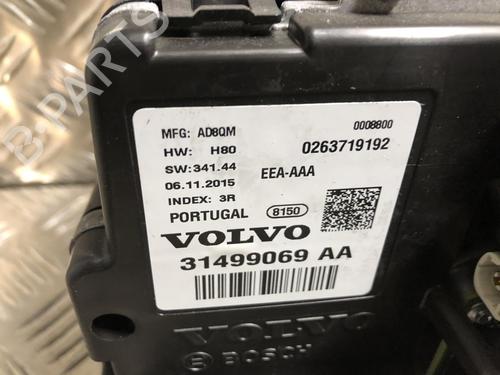 B-PARTS
MFG: AD8QM 0008800
HW: H80 0263719192
SW:341.44 EEA-AAA
06.11.2015
INDEX: 3R
PORTUGAL 8150
VOLVO
31499069 AA
VOLVO
BOSCH